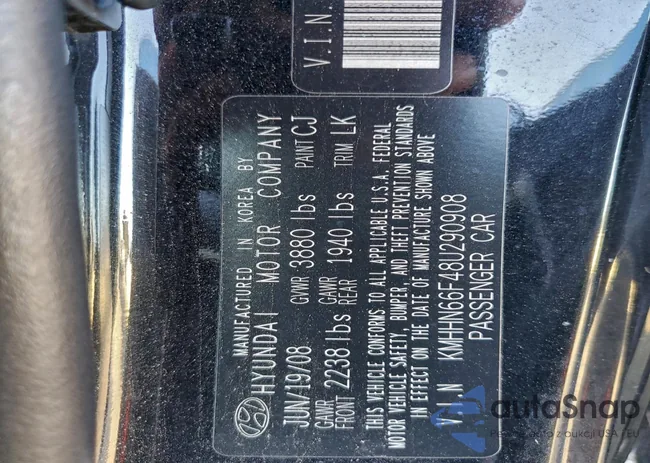 V.I.N.
MANUFACTURED IN KOREA BY
HYUNDAI MOTOR COMPANY
JUN/19/08 GVWR 3880 lbs PAINT CJ
GAWR FRONT 2238 lbs GAWR REAR 1940 lbs TRIM LK
THIS VEHICLE CONFORMS TO ALL APPLICABLE U.S.A. FEDERAL
MOTOR VEHICLE SAFETY, BUMPER, AND THEFT PREVENTION STANDARDS
IN EFFECT ON THE DATE OF MANUFACTURE SHOWN ABOVE
V.I.N KMHHN66F48U290908
PASSENGER CAR
autoSnap